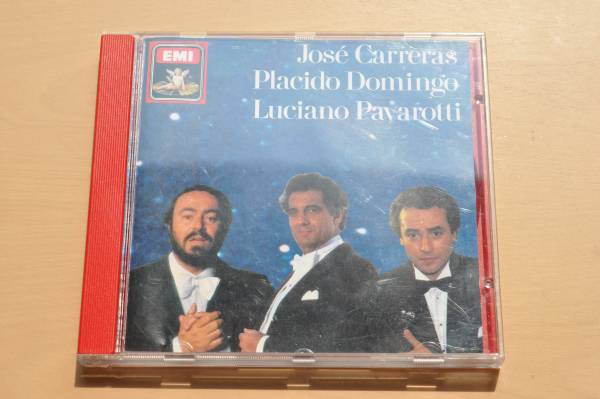 EMI
José Carreras
Placido Domingo
Luciano Pavarotti